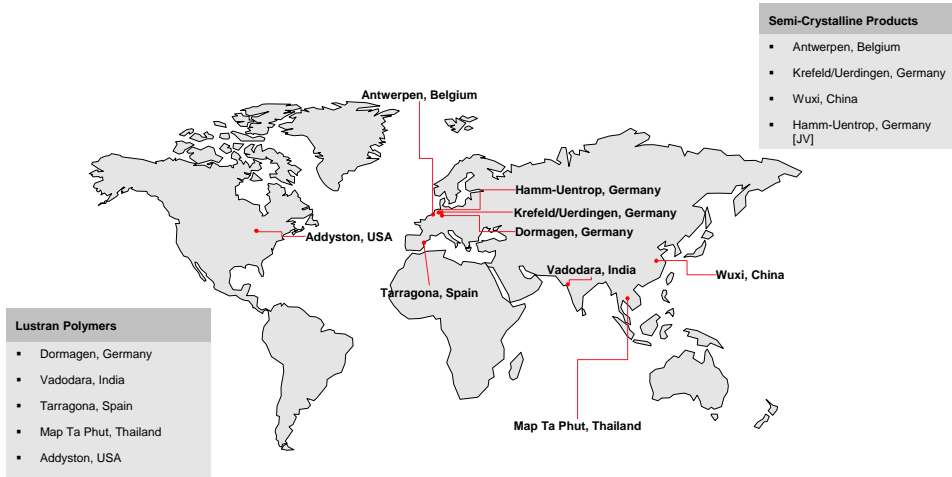 Semi-Crystalline Products
▪ Antwerpen, Belgium
▪ Krefeld/Uerdingen, Germany
▪ Wuxi, China
▪ Hamm-Uentrop, Germany
[JV]
Antwerpen, Belgium
Hamm-Uentrop, Germany
Krefeld/Uerdingen, Germany
Dormagen, Germany
Addyston, USA
Vadodara, India
Wuxi, China
Tarragona, Spain
Map Ta Phut, Thailand
Lustran Polymers
▪ Dormagen, Germany
▪ Vadodara, India
▪ Tarragona, Spain
▪ Map Ta Phut, Thailand
▪ Addyston, USA